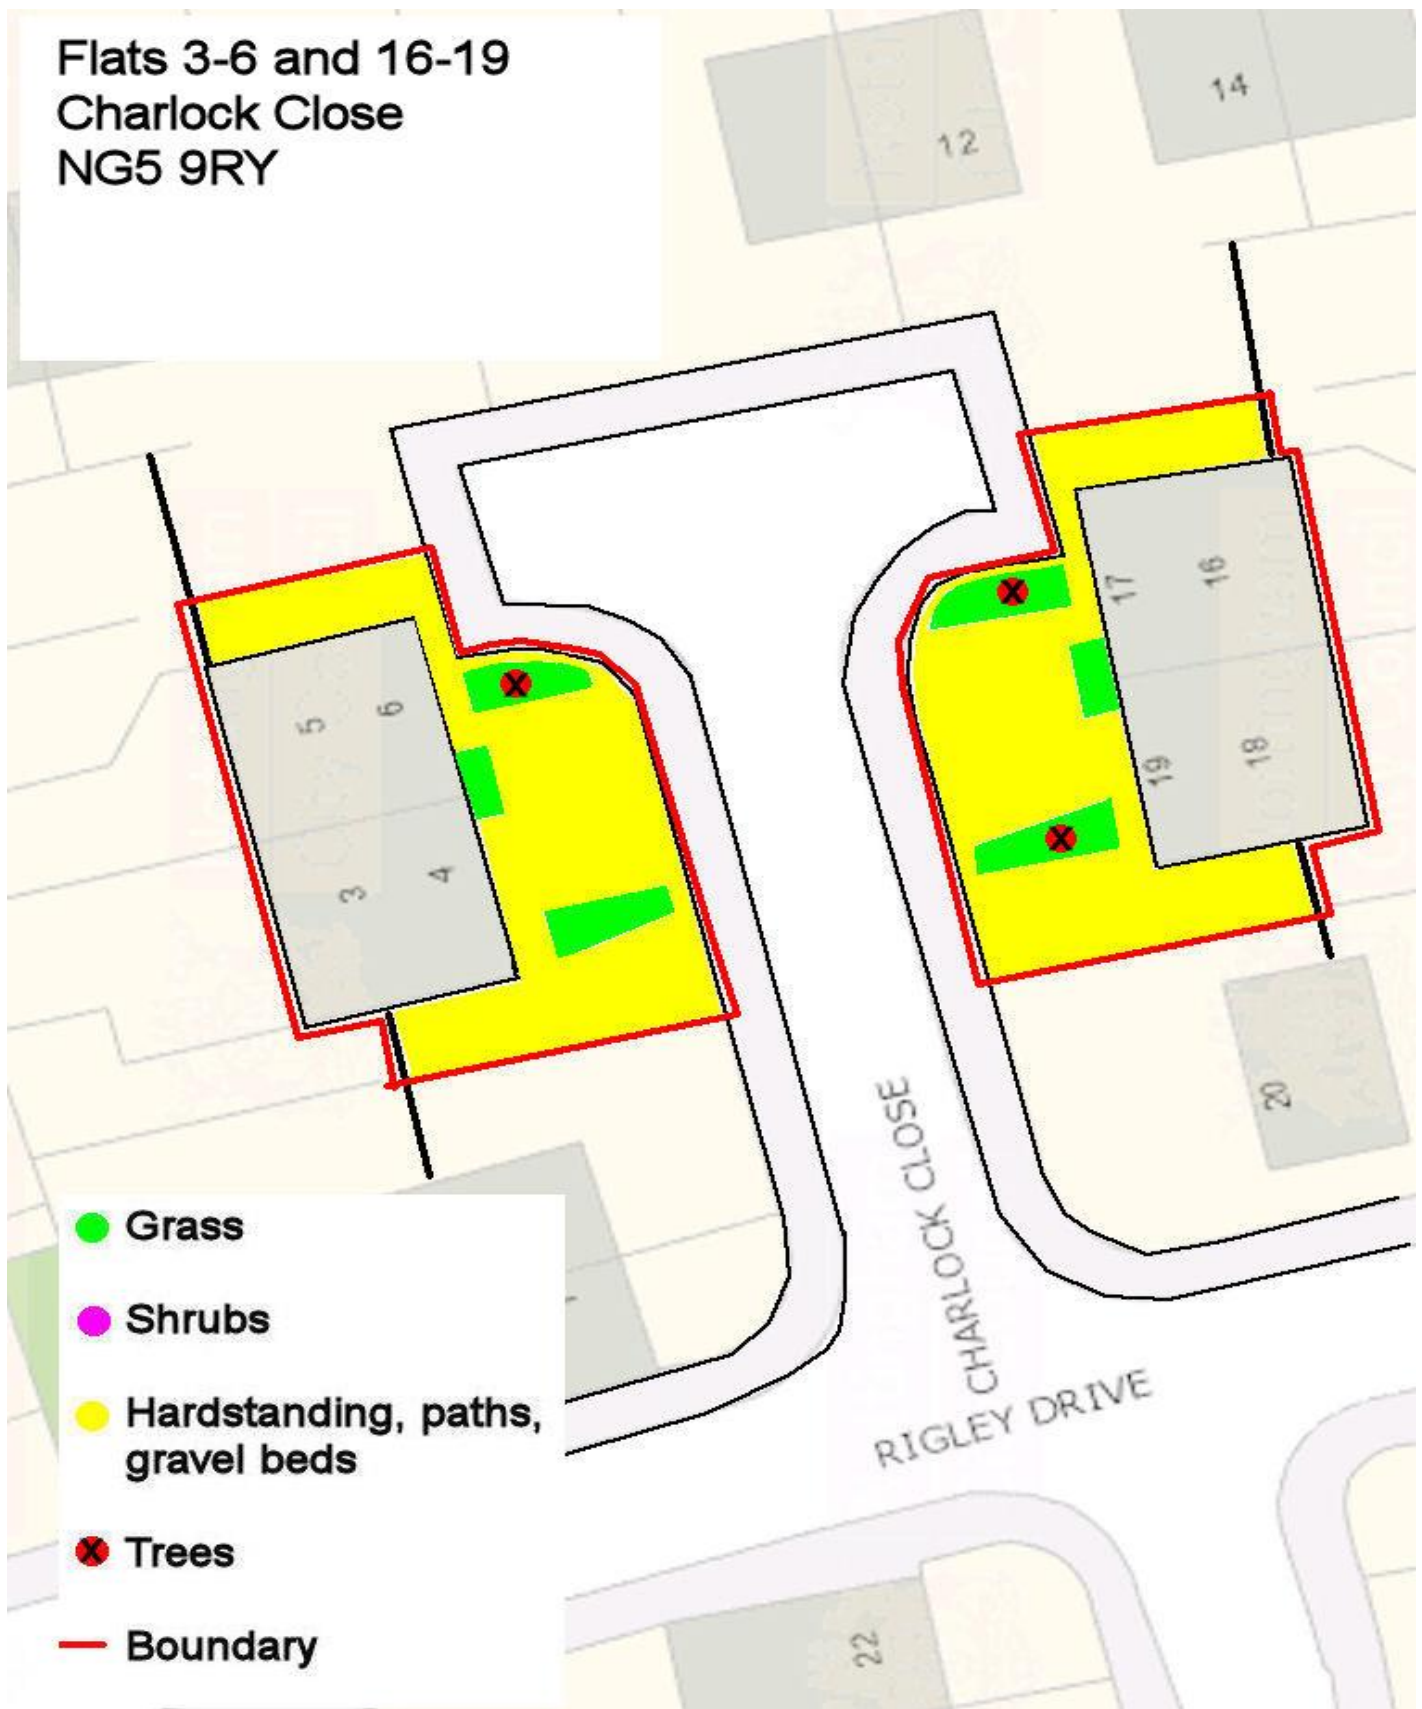 Flats 3-6 and 16-19
Charlock Close
NG5 9RY
12
14
17
16
19
18
5
6
3
4
20
CHARLOCK CLOSE
RIGLEY DRIVE
22
Grass
Shrubs
Hardstanding, paths,
gravel beds
Trees
Boundary